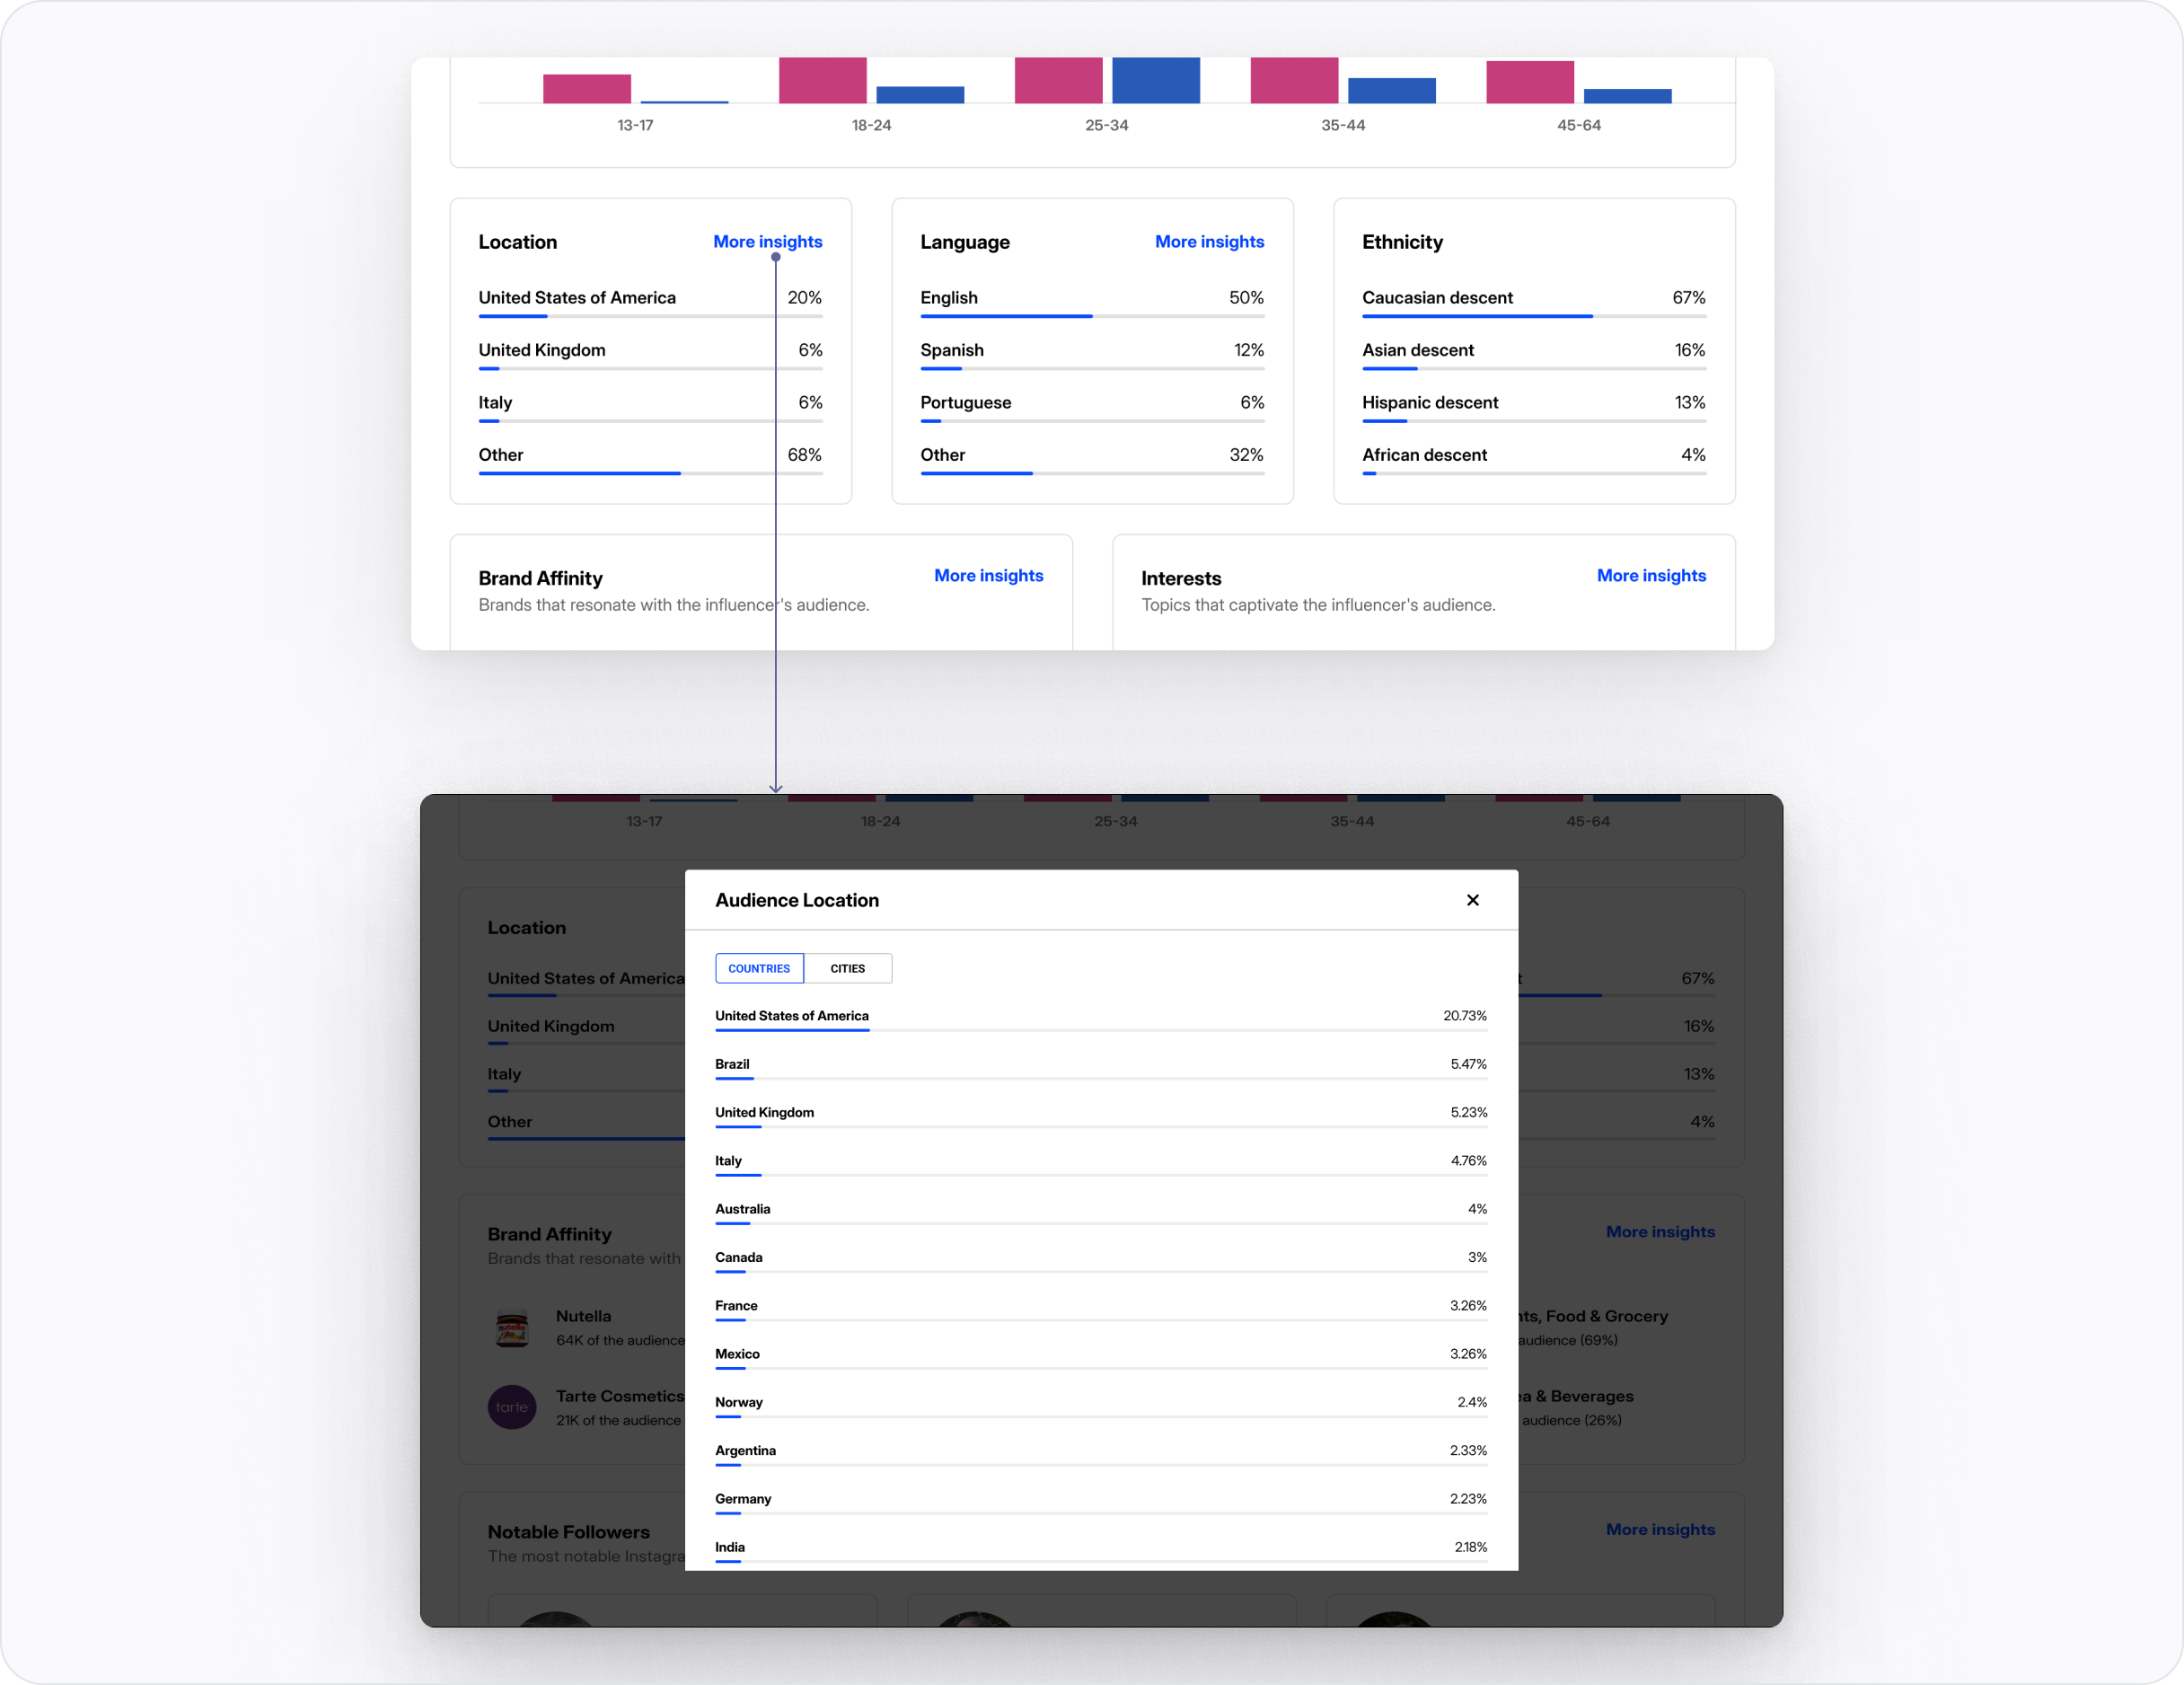 13-17 18-24 25-34 35-44 45-64
Location More insights
United States of America 20%
United Kingdom 6%
Italy 6%
Other 68%
Language More insights
English 50%
Spanish 12%
Portuguese 6%
Other 32%
Ethnicity
Caucasian descent 67%
Asian descent 16%
Hispanic descent 13%
African descent 4%
Brand Affinity More insights
Brands that resonate with the influencer's audience.
Interests More insights
Topics that captivate the influencer's audience.
13-17 18-24 25-34 35-44 45-64
Location
United States of America
United Kingdom
Italy
Other
Brand Affinity
Brands that resonate with
Nutella
nutella
64K of the audience
Tarte Cosmetics
tarte
21K of the audience
Notable Followers
The most notable Instagra
Audience Location
COUNTRIES CITIES
United States of America 20.73%
Brazil 5.47%
United Kingdom 5.23%
Italy 4.76%
Australia 4%
Canada 3%
France 3.26%
Mexico 3.26%
Norway 2.4%
Argentina 2.33%
Germany 2.23%
India 2.18%
t 67%
16%
13%
4%
More insights
nts, Food & Grocery
audience (69%)
ea & Beverages
audience (26%)
More insights